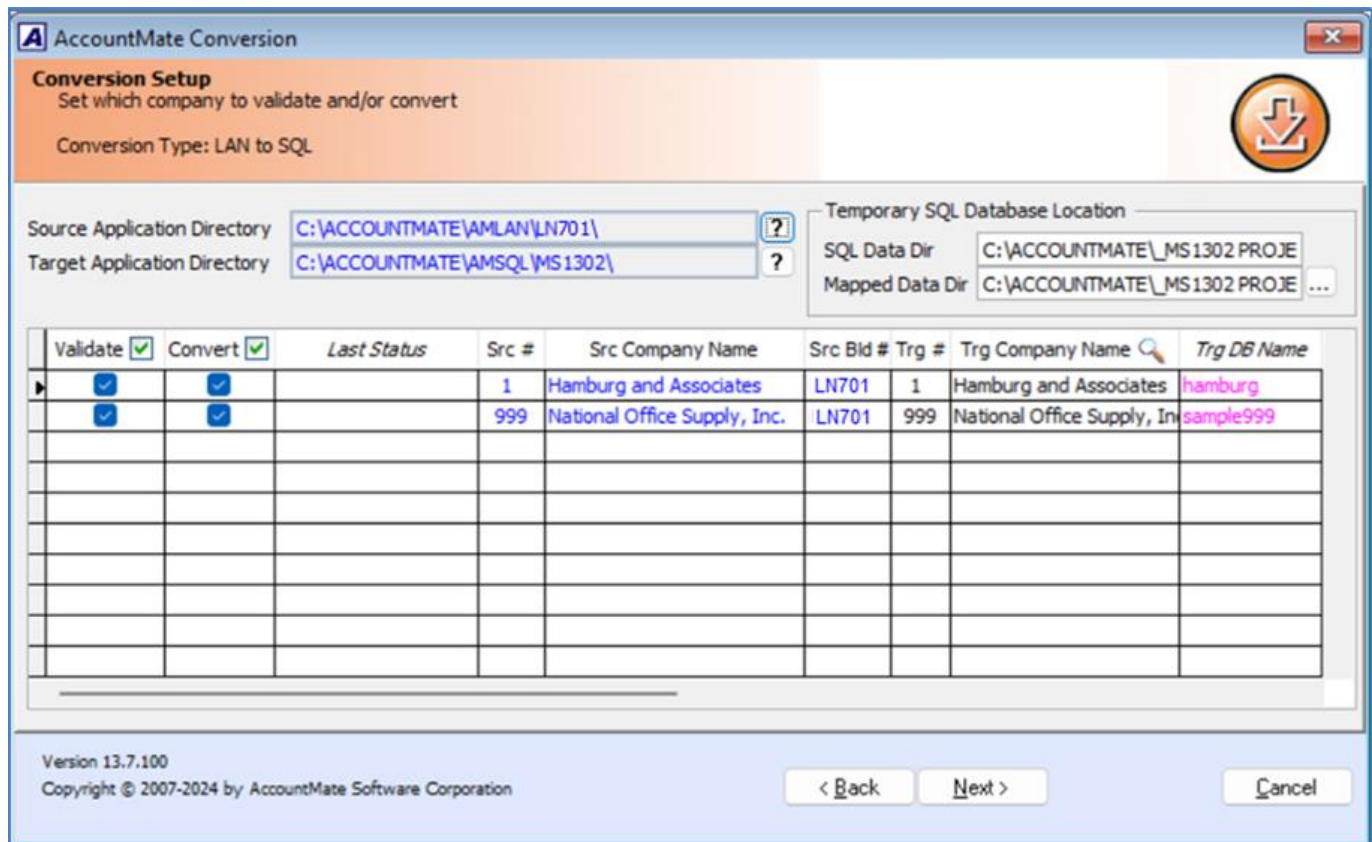 AccountMate Conversion
Conversion Setup
Set which company to validate and/or convert
Conversion Type: LAN to SQL
Source Application Directory C:\ACCOUNTMATE\AMLAN\LN701\ ?
Target Application Directory C:\ACCOUNTMATE\AMSQL\MS1302\ ?
Temporary SQL Database Location
SQL Data Dir C:\ACCOUNTMATE\_MS1302 PROJE
Mapped Data Dir C:\ACCOUNTMATE\_MS1302 PROJE ...
Validate Convert Last Status Src # Src Company Name Src Bld # Trg # Trg Company Name Trg DB Name
1 Hamburg and Associates LN701 1 Hamburg and Associates hamburg
999 National Office Supply, Inc. LN701 999 National Office Supply, In sample999
Version 13.7.100
Copyright © 2007-2024 by AccountMate Software Corporation
< Back Next > Cancel